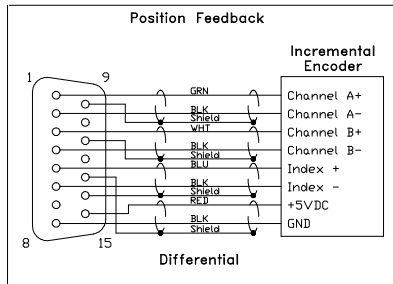 Position Feedback
Incremental
Encoder
1
9
GRN
Channel A+
BLK
Channel A-
Shield
WHT
Channel B+
BLK
Channel B-
Shield
BLU
Index +
BLK
Index -
Shield
RED
+5VDC
BLK
GND
Shield
8
15
Differential